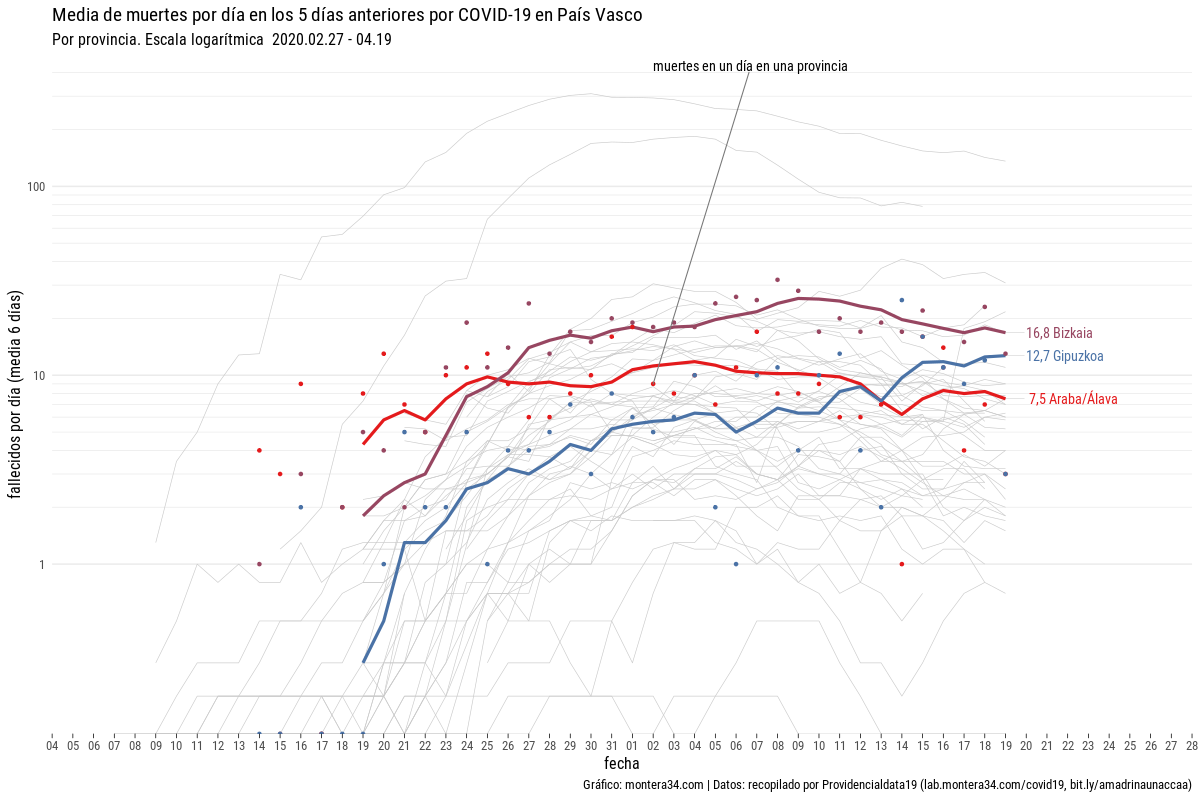 Media de muertes por día en los 5 días anteriores por COVID-19 en País Vasco
Por provincia. Escala logarítmica  2020.02.27 - 04.19
muertes en un día en una provincia
100
10
1
fallecidos por día (media 6 días)
16,8 Bizkaia
12,7 Gipuzkoa
7,5 Araba/Álava
04 05 06 07 08 09 10 11 12 13 14 15 16 17 18 19 20 21 22 23 24 25 26 27 28 29 30 31 01 02 03 04 05 06 07 08 09 10 11 12 13 14 15 16 17 18 19 20 21 22 23 24 25 26 27 28
fecha
Gráfico: montera34.com | Datos: recopilado por Providencialdata19 (lab.montera34.com/covid19, bit.ly/amadrinaunaccaa)